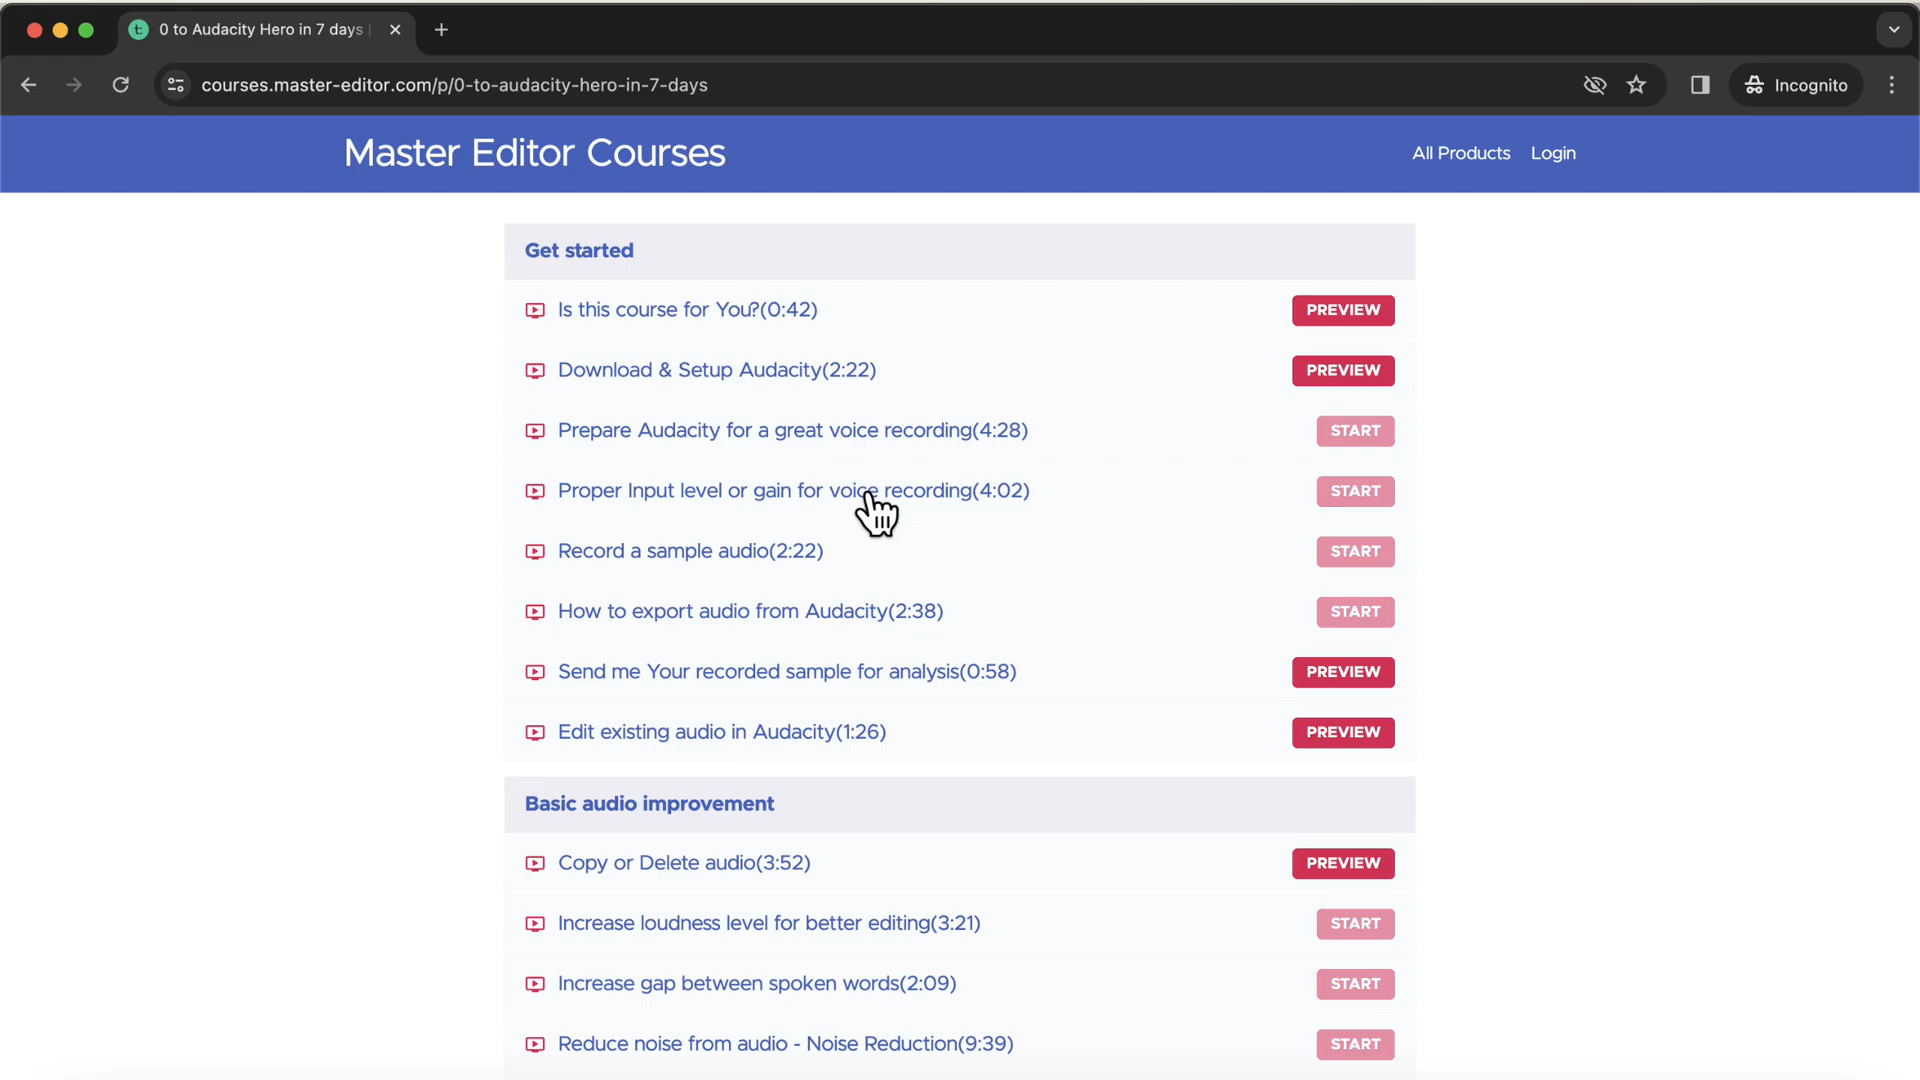 0 to Audacity Hero in 7 days
courses.master-editor.com/p/0-to-audacity-hero-in-7-days
Incognito
Master Editor Courses
All Products
Login
Get started
Is this course for You?(0:42)
PREVIEW
Download & Setup Audacity(2:22)
PREVIEW
Prepare Audacity for a great voice recording(4:28)
START
Proper Input level or gain for voice recording(4:02)
START
Record a sample audio(2:22)
START
How to export audio from Audacity(2:38)
START
Send me Your recorded sample for analysis(0:58)
PREVIEW
Edit existing audio in Audacity(1:26)
PREVIEW
Basic audio improvement
Copy or Delete audio(3:52)
PREVIEW
Increase loudness level for better editing(3:21)
START
Increase gap between spoken words(2:09)
START
Reduce noise from audio - Noise Reduction(9:39)
START